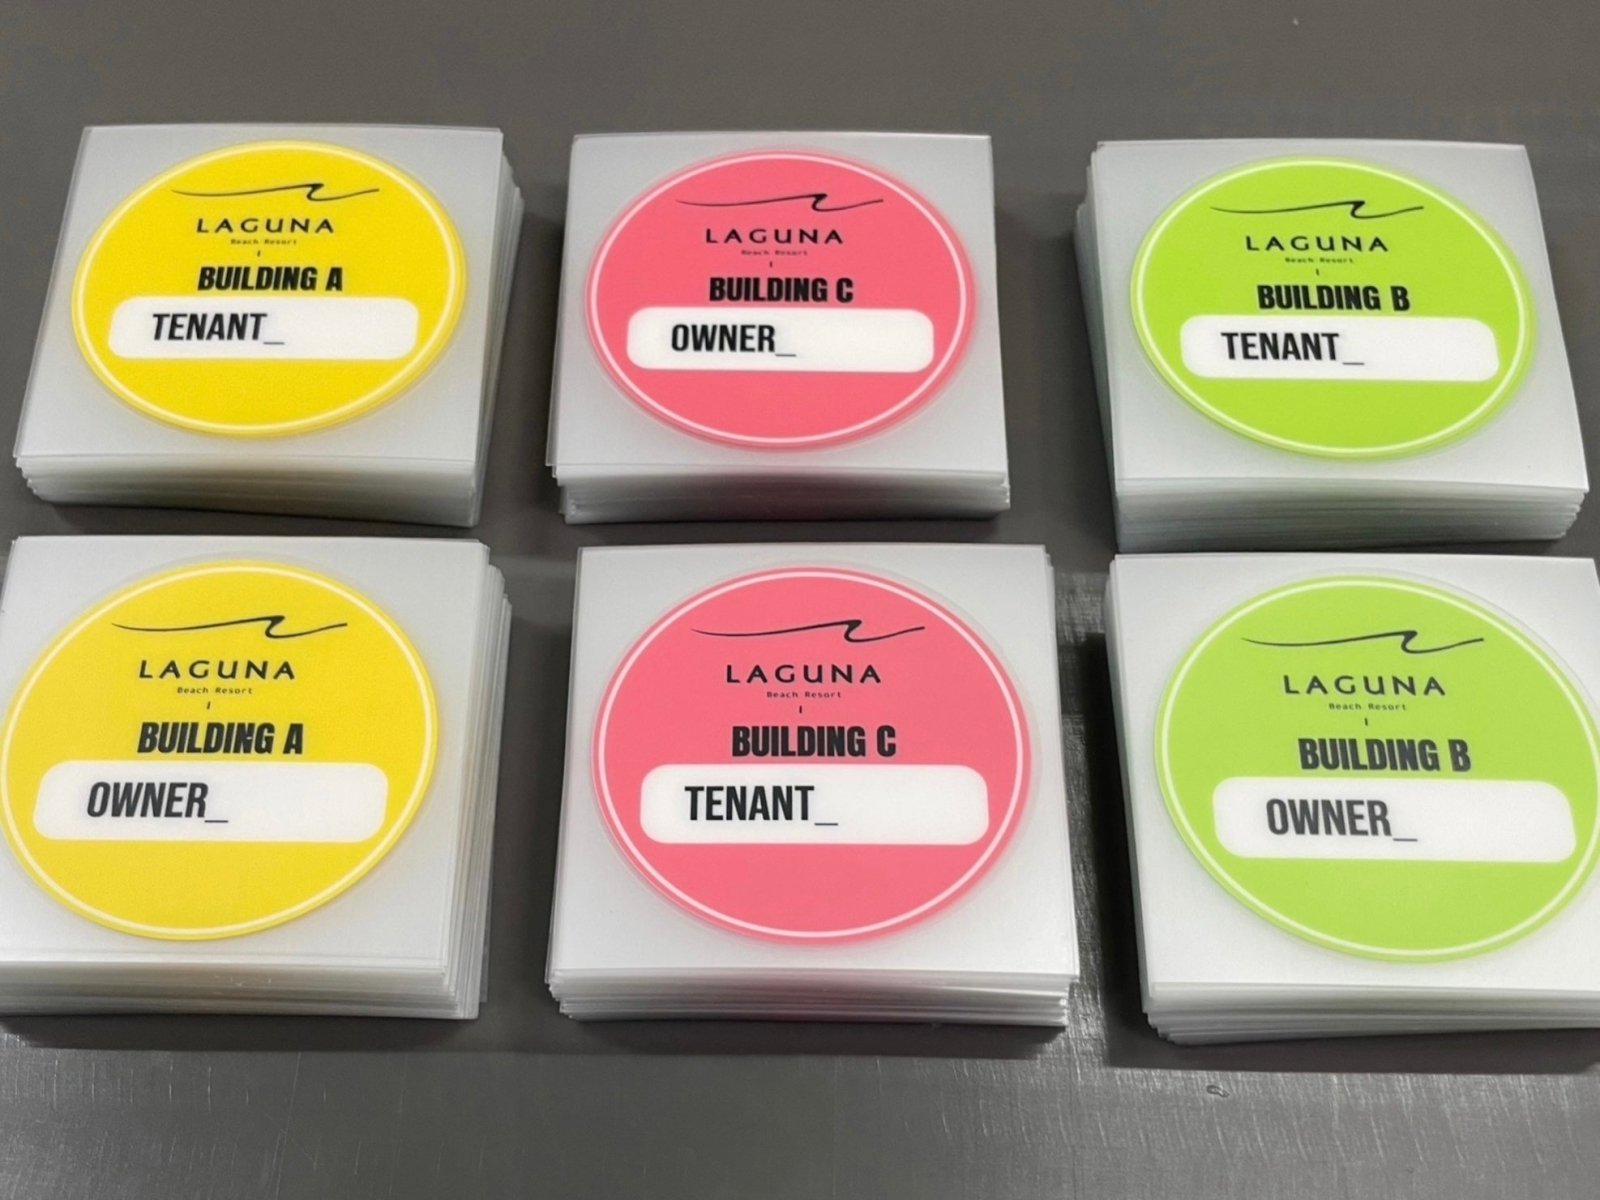 LAGUNA
Beach Resort
BUILDING A
TENANT_
LAGUNA
Beach Resort
BUILDING C
OWNER_
LAGUNA
Beach Resort
BUILDING B
TENANT_
LAGUNA
Beach Resort
BUILDING A
OWNER_
LAGUNA
Beach Resort
BUILDING C
TENANT_
LAGUNA
Beach Resort
BUILDING B
OWNER_